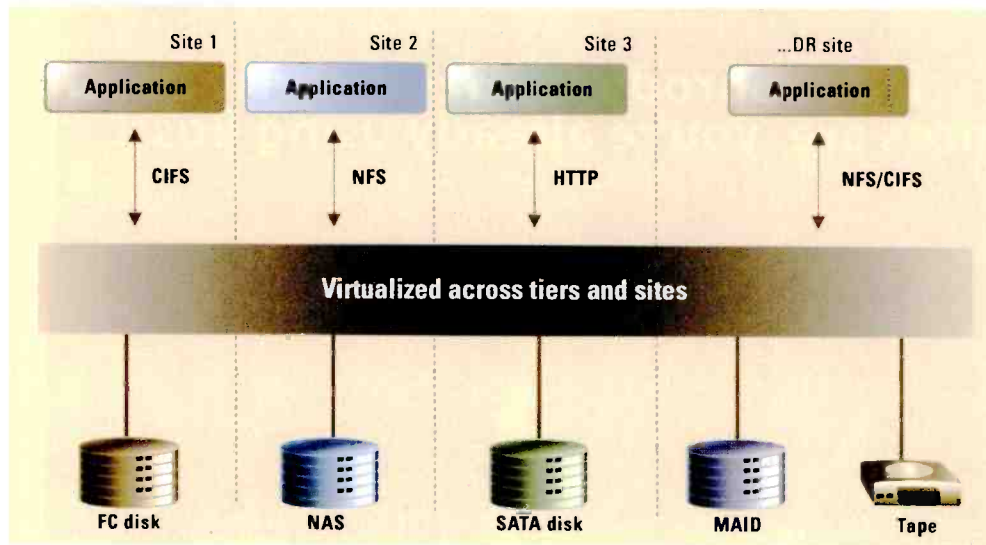 Site 1 Site 2 Site 3 ...DR site
Application Application Application Application
CIFS NFS HTTP NFS/CIFS
Virtualized across tiers and sites
FC disk NAS SATA disk MAID Tape